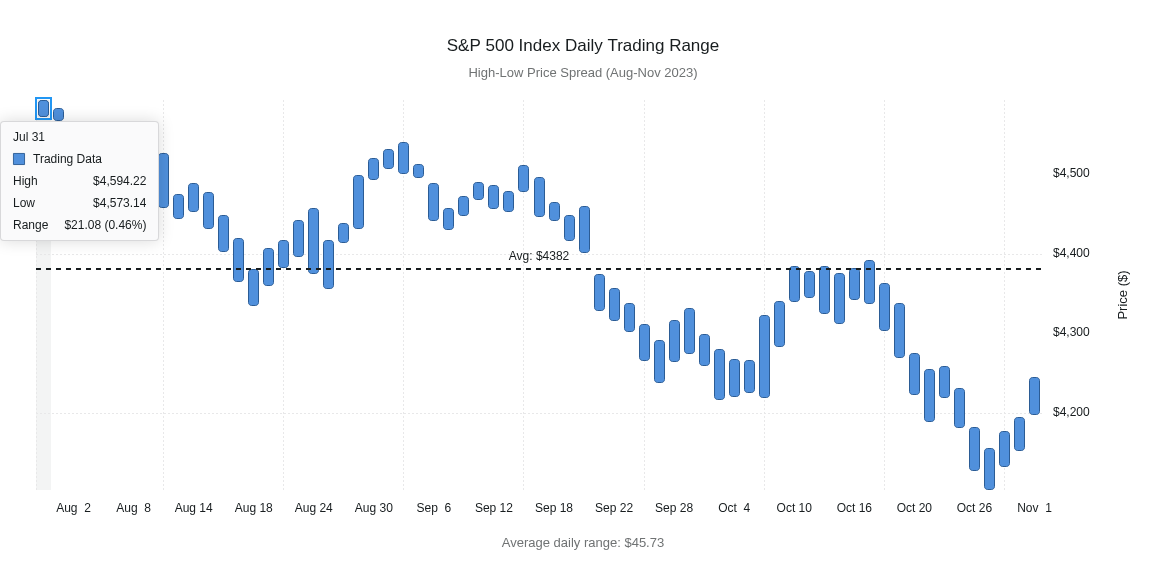 S&P 500 Index Daily Trading Range
High-Low Price Spread (Aug-Nov 2023)
Jul 31
Trading Data
High $4,594.22
Low $4,573.14
Range $21.08 (0.46%)
Avg: $4382
$4,500
$4,400
$4,300
$4,200
Price ($)
Aug 2 Aug 8 Aug 14 Aug 18 Aug 24 Aug 30 Sep 6 Sep 12 Sep 18 Sep 22 Sep 28 Oct 4 Oct 10 Oct 16 Oct 20 Oct 26 Nov 1
Average daily range: $45.73